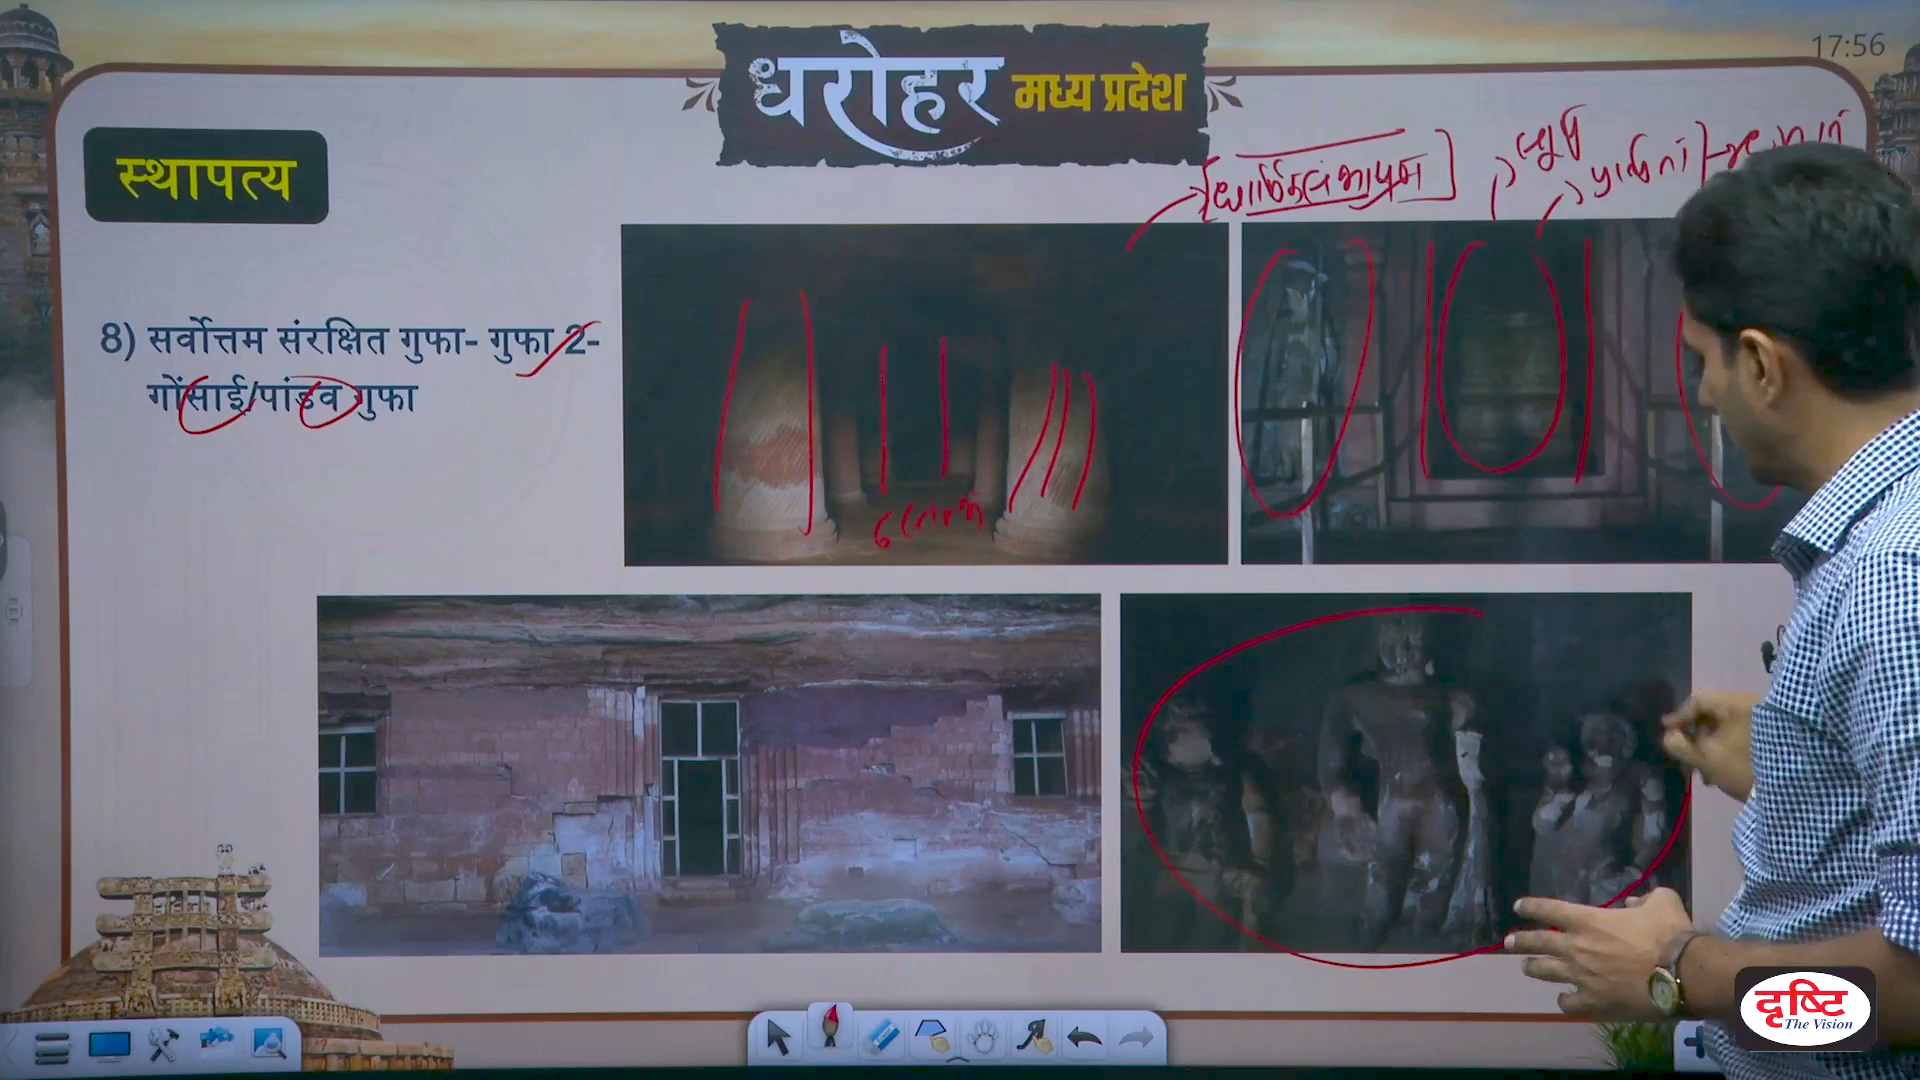 धरोहर मध्य प्रदेश
17:56
स्थापत्य
8) सर्वोत्तम संरक्षित गुफा- गुफा 2-
गोंसाई/पांडव गुफा
दृष्टि
The Vision